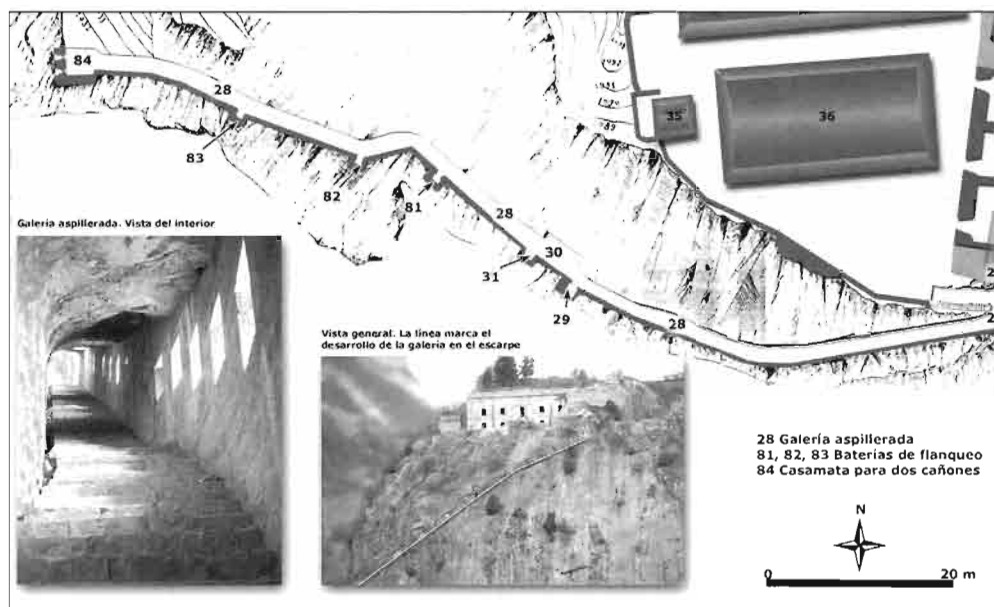 84
28
83
82
81
28
31
30
29
28
35
36
Galería aspillerada. Vista del interior
Vista general. La línea marca el
desarrollo de la galería en el escarpe
28 Galería aspillerada
81, 82, 83 Baterías de flanqueo
84 Casamata para dos cañones
N
0 20 m